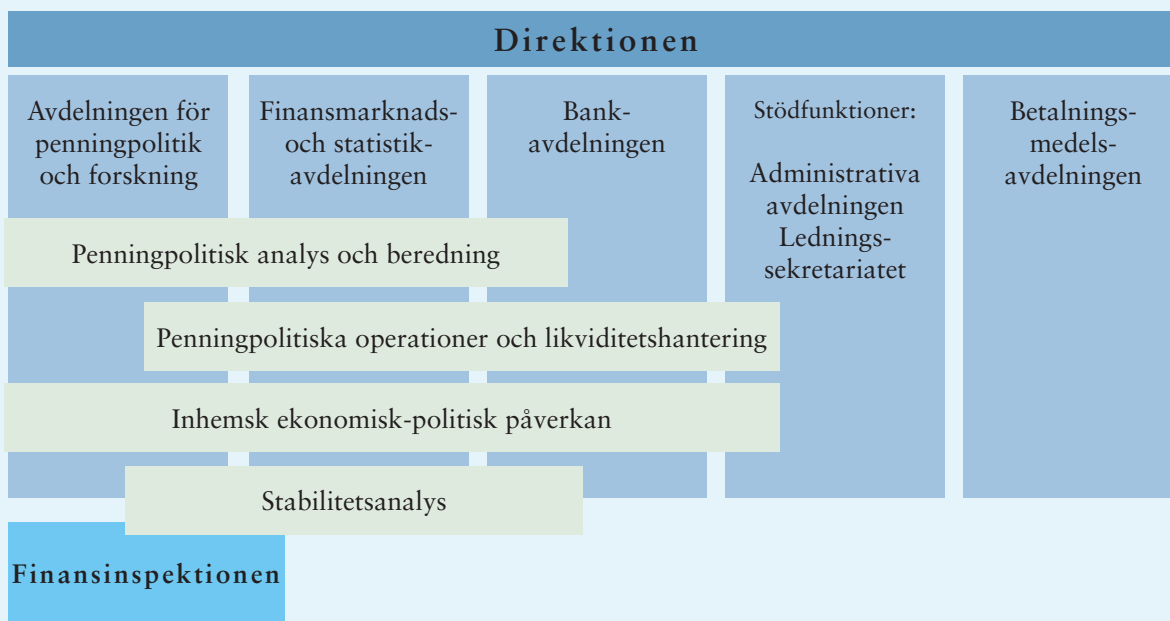 Direktionen
Avdelningen för
penningpolitik
och forskning
Finansmarknads-
och statistik-
avdelningen
Bank-
avdelningen
Stödfunktioner:
Administrativa
avdelningen
Lednings-
sekretariatet
Betalnings-
medels-
avdelningen
Penningpolitisk analys och beredning
Penningpolitiska operationer och likviditetshantering
Inhemsk ekonomisk-politisk påverkan
Stabilitetsanalys
Finansinspektionen